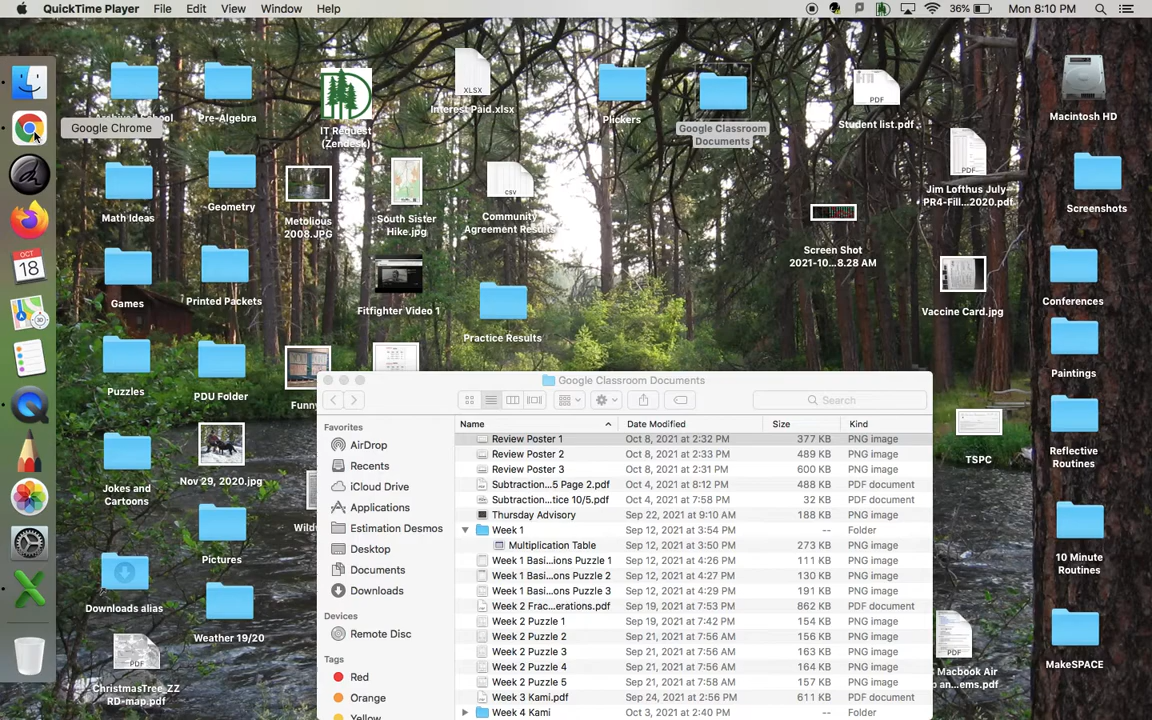 QuickTime Player File Edit View Window Help 36% Mon 8:10 PM
Google Chrome
OCT
18
Pre-Algebra
IT Request
(Zendesk)
XLSX
Interest Paid.xlsx
Plickers
Google Classroom
Documents
PDF
Student list.pdf
Macintosh HD
Math Ideas
Geometry
Metolious
2008.JPG
South Sister
Hike.jpg
CSV
Community
Agreement Results
Screen Shot
2021-10...8.28 AM
PDF
Jim Lofthus July-
PR4-Fill...2020.pdf
Screenshots
Games
Printed Packets
Fitfighter Video 1
Practice Results
Vaccine Card.jpg
Conferences
Puzzles
PDU Folder
Funny
Paintings
TSPC
Reflective
Routines
Jokes and
Cartoons
Nov 29, 2020.jpg
Pictures
10 Minute
Routines
Downloads alias
Weather 19/20
PDF
ChristmasTree_ZZ
RD-map.pdf
PDF
Macbook Air
MakeSPACE
Google Classroom Documents
Search
Favorites
AirDrop
Recents
iCloud Drive
Applications
Estimation Desmos
Desktop
Documents
Downloads
Devices
Remote Disc
Tags
Red
Orange
Yellow
Name Date Modified Size Kind
Review Poster 1 Oct 8, 2021 at 2:32 PM 377 KB PNG image
Review Poster 2 Oct 8, 2021 at 2:33 PM 489 KB PNG image
Review Poster 3 Oct 8, 2021 at 2:31 PM 600 KB PNG image
Subtraction...5 Page 2.pdf Oct 4, 2021 at 8:12 PM 488 KB PDF document
Subtraction...tice 10/5.pdf Oct 4, 2021 at 7:58 PM 32 KB PDF document
Thursday Advisory Sep 22, 2021 at 9:10 AM 188 KB PNG image
Week 1 Sep 12, 2021 at 3:54 PM -- Folder
Multiplication Table Sep 12, 2021 at 3:50 PM 273 KB PNG image
Week 1 Basi...ons Puzzle 1 Sep 12, 2021 at 4:26 PM 111 KB PNG image
Week 1 Basi...ons Puzzle 2 Sep 12, 2021 at 4:27 PM 130 KB PNG image
Week 1 Basi...ons Puzzle 3 Sep 12, 2021 at 4:29 PM 191 KB PNG image
Week 2 Frac...erations.pdf Sep 19, 2021 at 7:53 PM 862 KB PDF document
Week 2 Puzzle 1 Sep 19, 2021 at 7:42 PM 154 KB PNG image
Week 2 Puzzle 2 Sep 21, 2021 at 7:56 AM 156 KB PNG image
Week 2 Puzzle 3 Sep 21, 2021 at 7:56 AM 163 KB PNG image
Week 2 Puzzle 4 Sep 21, 2021 at 7:56 AM 164 KB PNG image
Week 2 Puzzle 5 Sep 21, 2021 at 7:58 AM 157 KB PNG image
Week 3 Kami.pdf Sep 24, 2021 at 2:56 PM 611 KB PDF document
Week 4 Kami Oct 3, 2021 at 2:40 PM -- Folder